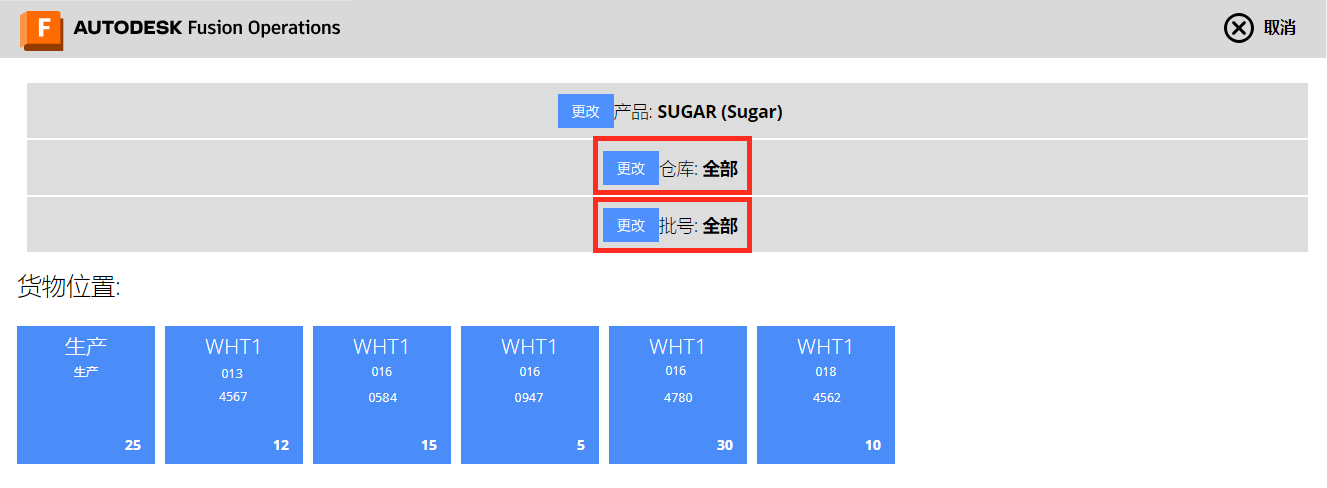 F AUTODESK Fusion Operations
取消
更改 产品: SUGAR (Sugar)
更改 仓库: 全部
更改 批号: 全部
货物位置:
生产
生产
25
WHT1
013
4567
12
WHT1
016
0584
15
WHT1
016
0947
5
WHT1
016
4780
30
WHT1
018
4562
10